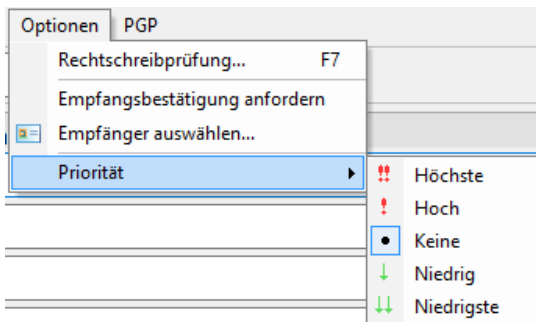 Optionen PGP
Rechtschreibprüfung... F7
Empfangsbestätigung anfordern
Empfänger auswählen...
Priorität
Höchste
Hoch
Keine
Niedrig
Niedrigste